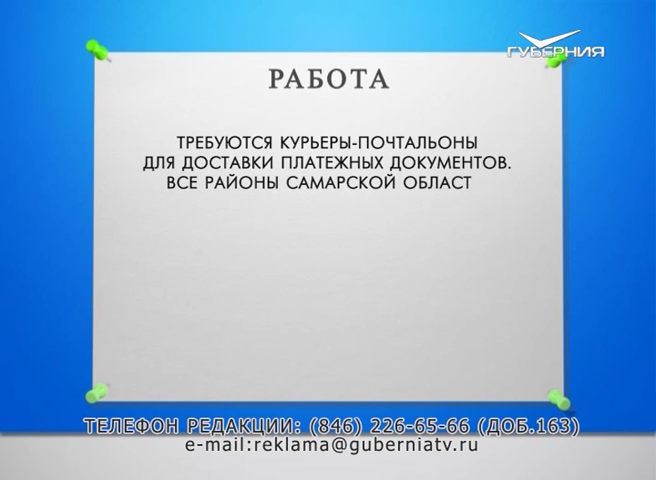 ГУБЕРНИЯ
РАБОТА
ТРЕБУЮТСЯ КУРЬЕРЫ-ПОЧТАЛЬОНЫ
ДЛЯ ДОСТАВКИ ПЛАТЕЖНЫХ ДОКУМЕНТОВ.
ВСЕ РАЙОНЫ САМАРСКОЙ ОБЛАСТ
ТЕЛЕФОН РЕДАКЦИИ: (846) 226-65-66 (ДОБ.163)
e-mail:reklama@guberniatv.ru